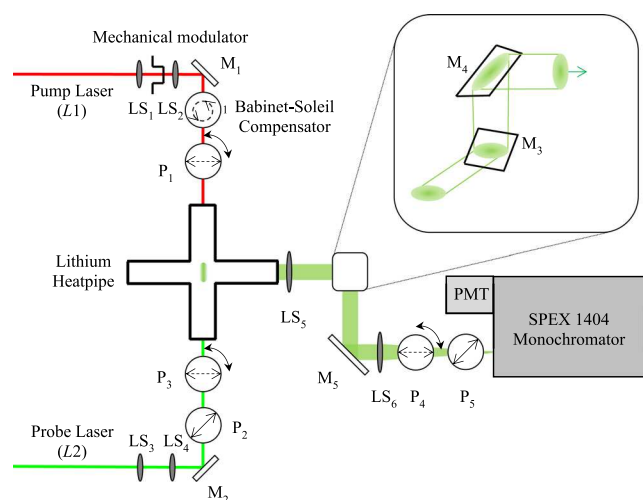 Mechanical modulator
M1
Pump Laser
(L1)
LS1
LS2
1
Babinet-Soleil
Compensator
P1
M4
M3
Lithium
Heatpipe
LS5
PMT
SPEX 1404
Monochromator
M5
LS6
P4
P5
P3
P2
Probe Laser
(L2)
LS3
LS4
M2